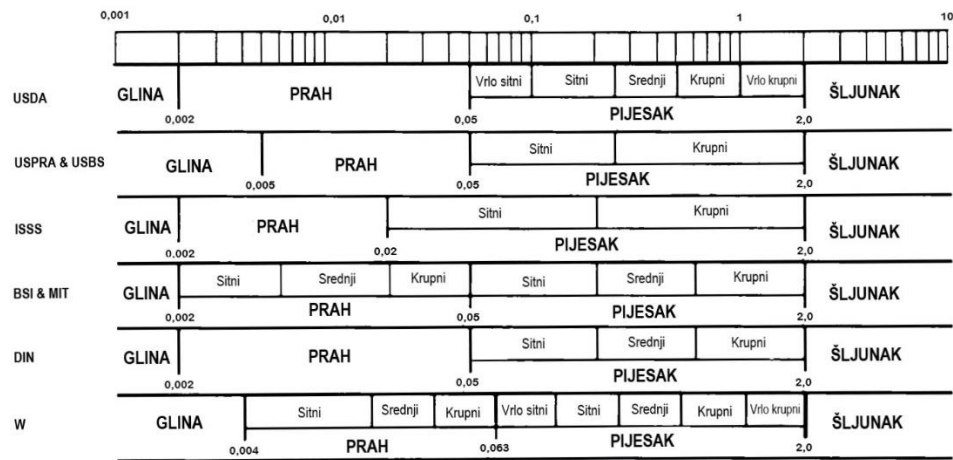 0,001 0,01 0,1 1 10
Vrlo sitni Sitni Srednji Krupni Vrlo krupni
USDA GLINA PRAH PIJESAK ŠLJUNAK
0,002 0,05 2,0
Sitni Krupni
USPRA & USBS GLINA PRAH PIJESAK ŠLJUNAK
0,005 0,05 2,0
Sitni Krupni
ISSS GLINA PRAH PIJESAK ŠLJUNAK
0,002 0,02 2,0
Sitni Srednji Krupni Sitni Srednji Krupni
BSI & MIT GLINA PRAH PIJESAK ŠLJUNAK
0,002 0,05 2,0
Sitni Srednji Krupni
DIN GLINA PRAH PIJESAK ŠLJUNAK
0,002 0,05 2,0
Sitni Srednji Krupni Vrlo sitni Sitni Srednji Krupni Vrlo krupni
W GLINA PRAH PIJESAK ŠLJUNAK
0,004 0,063 2,0